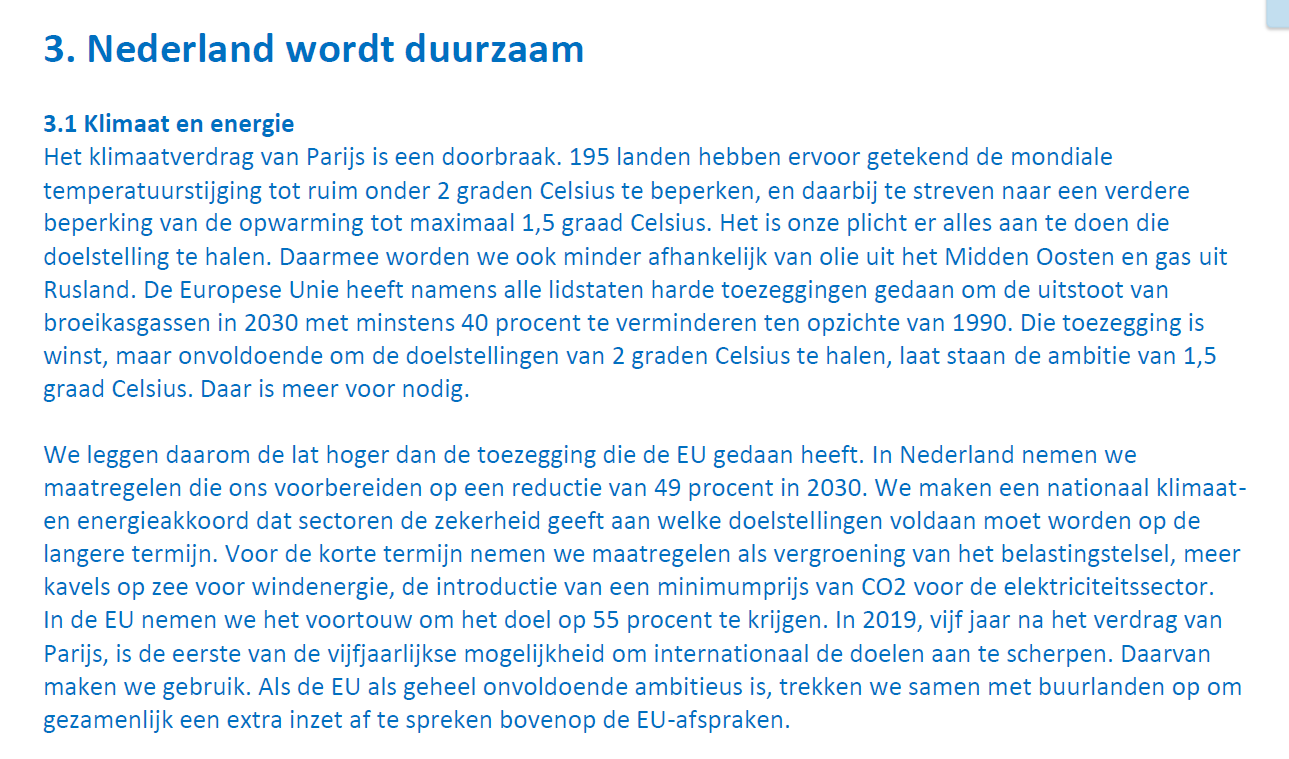 3. Nederland wordt duurzaam
3.1 Klimaat en energie
Het klimaatverdrag van Parijs is een doorbraak. 195 landen hebben ervoor getekend de mondiale
temperatuurstijging tot ruim onder 2 graden Celsius te beperken, en daarbij te streven naar een verdere
beperking van de opwarming tot maximaal 1,5 graad Celsius. Het is onze plicht er alles aan te doen die
doelstelling te halen. Daarmee worden we ook minder afhankelijk van olie uit het Midden Oosten en gas uit
Rusland. De Europese Unie heeft namens alle lidstaten harde toezeggingen gedaan om de uitstoot van
broeikasgassen in 2030 met minstens 40 procent te verminderen ten opzichte van 1990. Die toezegging is
winst, maar onvoldoende om de doelstellingen van 2 graden Celsius te halen, laat staan de ambitie van 1,5
graad Celsius. Daar is meer voor nodig.
We leggen daarom de lat hoger dan de toezegging die de EU gedaan heeft. In Nederland nemen we
maatregelen die ons voorbereiden op een reductie van 49 procent in 2030. We maken een nationaal klimaat-
en energieakkoord dat sectoren de zekerheid geeft aan welke doelstellingen voldaan moet worden op de
langere termijn. Voor de korte termijn nemen we maatregelen als vergroening van het belastingstelsel, meer
kavels op zee voor windenergie, de introductie van een minimumprijs van CO2 voor de elektriciteitssector.
In de EU nemen we het voortouw om het doel op 55 procent te krijgen. In 2019, vijf jaar na het verdrag van
Parijs, is de eerste van de vijfjaarlijkse mogelijkheid om internationaal de doelen aan te scherpen. Daarvan
maken we gebruik. Als de EU als geheel onvoldoende ambitieus is, trekken we samen met buurlanden op om
gezamenlijk een extra inzet af te spreken bovenop de EU-afspraken.